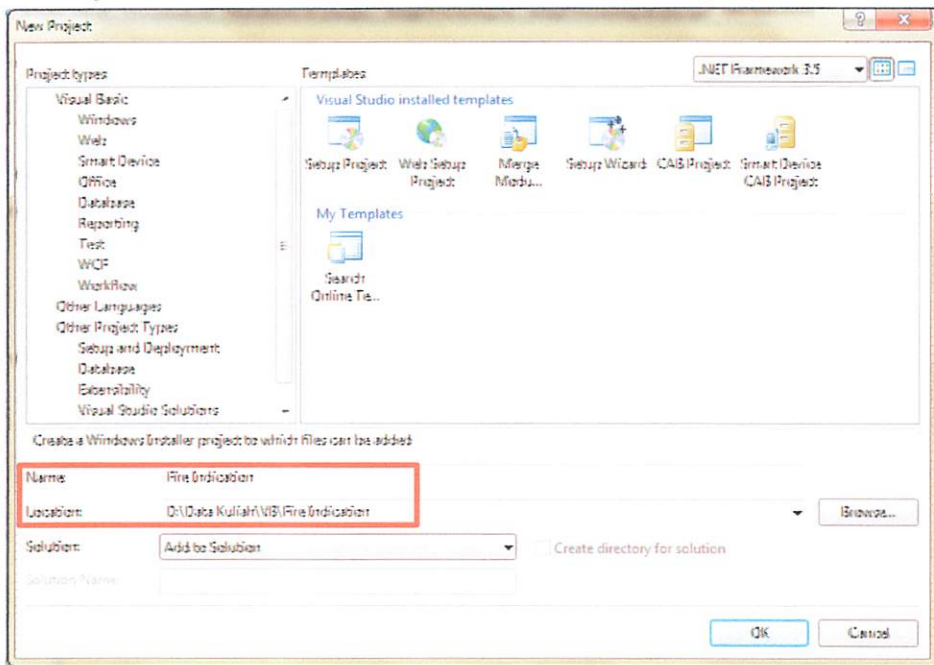 New Project
Project types
Templates
.NET Framework 3.5
Visual Basic
Windows
Web
Smart Device
Office
Database
Reporting
Test
WCF
Workflow
Other Languages
Other Project Types
Setup and Deployment
Database
Extensibility
Visual Studio Solutions
Visual Studio installed templates
Setup Project
Web Setup
Project
Merge
Modu...
Setup Wizard
CAB Project
Smart Device
CAB Project
My Templates
Search
Online Te...
Create a Windows Installer project to which files can be added
Name:
Fire Indication
Location:
D:\Data Kuliah\VB\Fire Indication
Browse...
Solution:
Add to Solution
Create directory for solution
Solution Name:
OK
Cancel